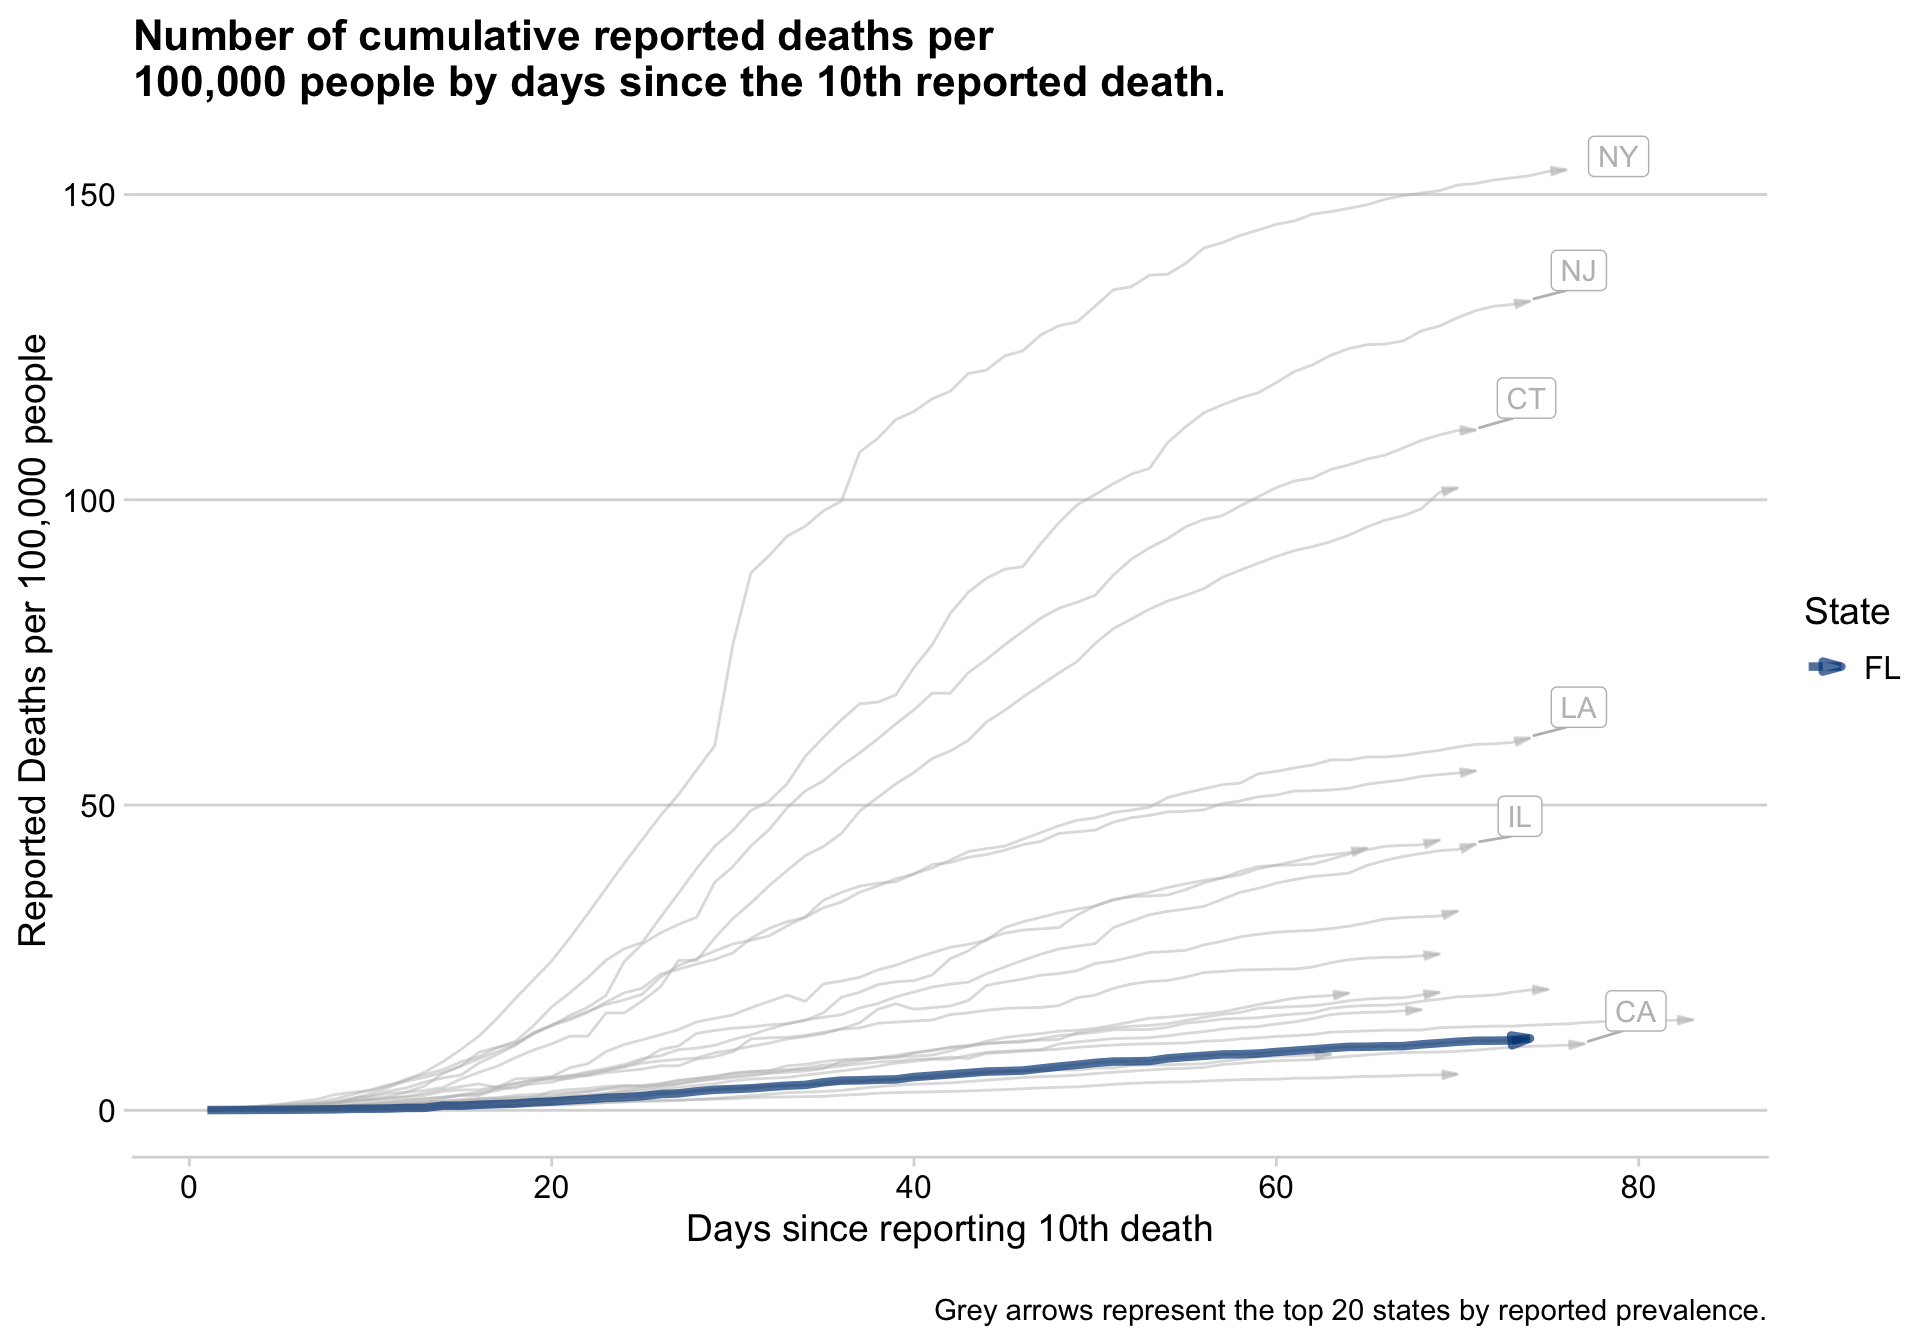 Number of cumulative reported deaths per
100,000 people by days since the 10th reported death.
Reported Deaths per 100,000 people
150
100
50
0
NY
NJ
CT
LA
IL
CA
State
FL
0
20
40
60
80
Days since reporting 10th death
Grey arrows represent the top 20 states by reported prevalence.